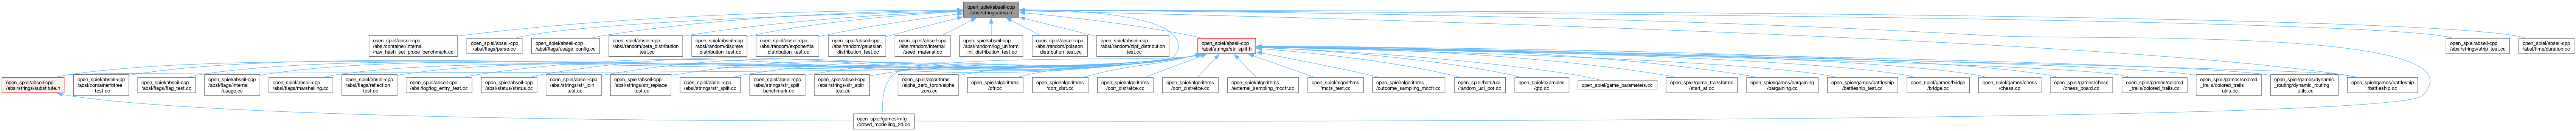 open_spiel/abseil-cpp
/absl/strings/strip.h
open_spiel/abseil-cpp
/absl/container/internal
/raw_hash_set_probe_benchmark.cc
open_spiel/abseil-cpp
/absl/flags/parse.cc
open_spiel/abseil-cpp
/absl/flags/usage_config.cc
open_spiel/abseil-cpp
/absl/random/beta_distribution
_test.cc
open_spiel/abseil-cpp
/absl/random/discrete
_distribution_test.cc
open_spiel/abseil-cpp
/absl/random/exponential
_distribution_test.cc
open_spiel/abseil-cpp
/absl/random/gaussian
_distribution_test.cc
open_spiel/abseil-cpp
/absl/random/internal
/seed_material.cc
open_spiel/abseil-cpp
/absl/random/log_uniform
_int_distribution_test.cc
open_spiel/abseil-cpp
/absl/random/poisson
_distribution_test.cc
open_spiel/abseil-cpp
/absl/random/zipf_distribution
_test.cc
open_spiel/abseil-cpp
/absl/strings/str_split.h
open_spiel/abseil-cpp
/absl/strings/strip_test.cc
open_spiel/abseil-cpp
/absl/time/duration.cc
open_spiel/abseil-cpp
/absl/strings/substitute.h
open_spiel/abseil-cpp
/absl/container/btree
_test.cc
open_spiel/abseil-cpp
/absl/flags/flag_test.cc
open_spiel/abseil-cpp
/absl/flags/internal
/usage.cc
open_spiel/abseil-cpp
/absl/flags/marshalling.cc
open_spiel/abseil-cpp
/absl/flags/reflection
_test.cc
open_spiel/abseil-cpp
/absl/log/log_entry_test.cc
open_spiel/abseil-cpp
/absl/status/status.cc
open_spiel/abseil-cpp
/absl/strings/str_join
_test.cc
open_spiel/abseil-cpp
/absl/strings/str_replace
_test.cc
open_spiel/abseil-cpp
/absl/strings/str_split.cc
open_spiel/abseil-cpp
/absl/strings/str_split
_benchmark.cc
open_spiel/abseil-cpp
/absl/strings/str_split
_test.cc
open_spiel/algorithms
/alpha_zero_torch/alpha
_zero.cc
open_spiel/algorithms
/cfr.cc
open_spiel/algorithms
/corr_dist.cc
open_spiel/algorithms
/corr_dist/afce.cc
open_spiel/algorithms
/corr_dist/efce.cc
open_spiel/algorithms
/external_sampling_mccfr.cc
open_spiel/algorithms
/mcts_test.cc
open_spiel/algorithms
/outcome_sampling_mccfr.cc
open_spiel/bots/uci
/random_uci_bot.cc
open_spiel/examples
/gtp.cc
open_spiel/game_parameters.cc
open_spiel/game_transforms
/start_at.cc
open_spiel/games/bargaining
/bargaining.cc
open_spiel/games/battleship
/battleship_test.cc
open_spiel/games/bridge
/bridge.cc
open_spiel/games/chess
/chess.cc
open_spiel/games/chess
/chess_board.cc
open_spiel/games/colored
_trails/colored_trails.cc
open_spiel/games/colored
_trails/colored_trails
_utils.cc
open_spiel/games/dynamic
_routing/dynamic_routing
_utils.cc
open_spiel/games/battleship
/battleship.cc
open_spiel/games/mfg
/crowd_modelling_2d.cc